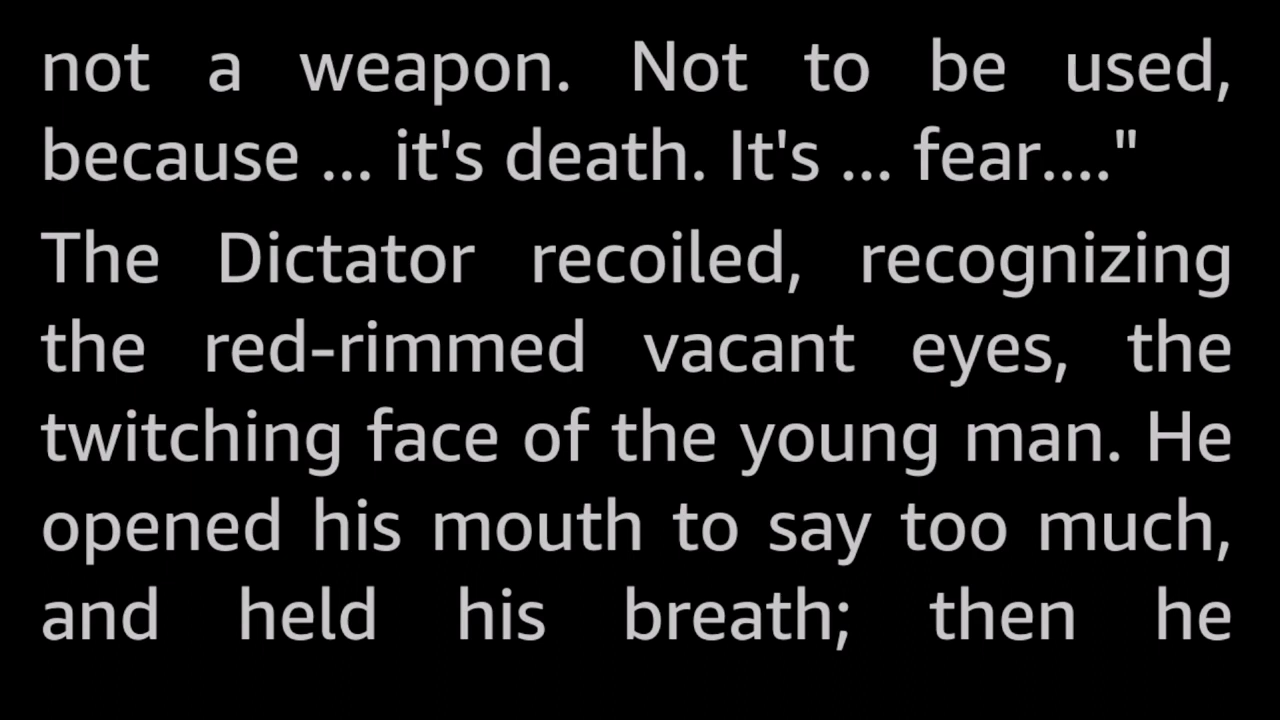 not a weapon. Not to be used,
because ... it's death. It's ... fear...."
The Dictator recoiled, recognizing
the red-rimmed vacant eyes, the
twitching face of the young man. He
opened his mouth to say too much,
and held his breath; then he